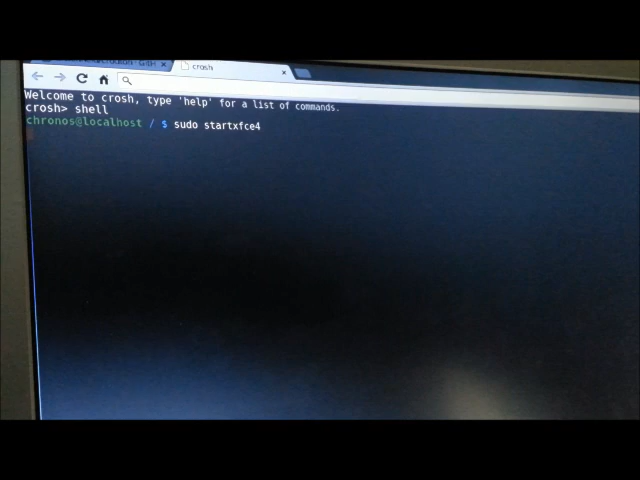 crosh
Welcome to crosh, type 'help' for a list of commands.
crosh> shell
chronos@localhost / $ sudo startxfce4